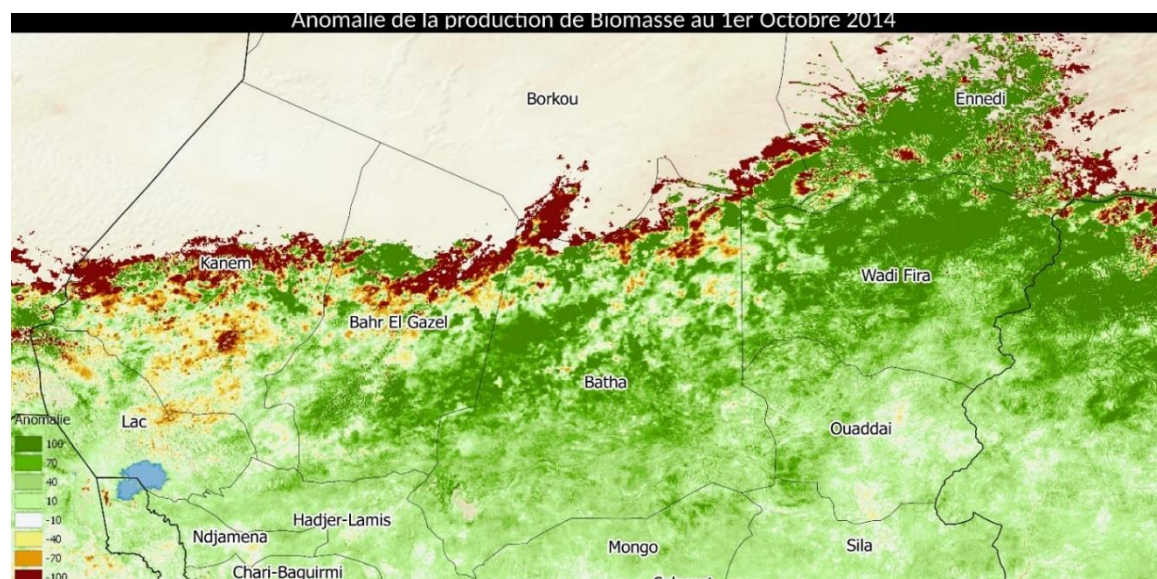 Anomalie de la production de Biomasse au 1er Octobre 2014
Borkou
Ennedi
Kanem
Wadi Fira
Bahr El Gazel
Batha
Lac
Ouaddai
Anomalie
100
70
40
10
-10
-40
-70
-100
Hadjer-Lamis
Ndjamena
Mongo
Sila
Chari-Baguirmi